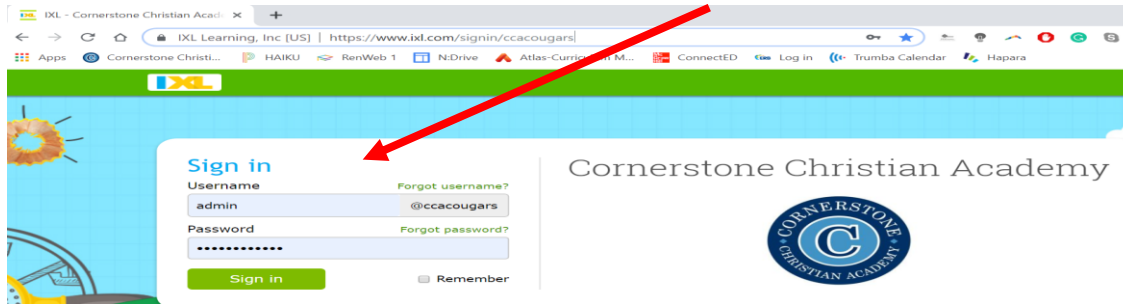 IXL - Cornerstone Christian Acad
IXL Learning, Inc [US] | https://www.ixl.com/signin/ccacougars
Apps Cornerstone Christi... HAIKU RenWeb 1 N:Drive Atlas-Curriculum M... ConnectED Log in Trumba Calendar Hapara
IXL
Sign in
Username Forgot username?
admin @ccacougars
Password Forgot password?
Sign in Remember
Cornerstone Christian Academy
CORNERSTONE
C
CHRISTIAN ACADEMY